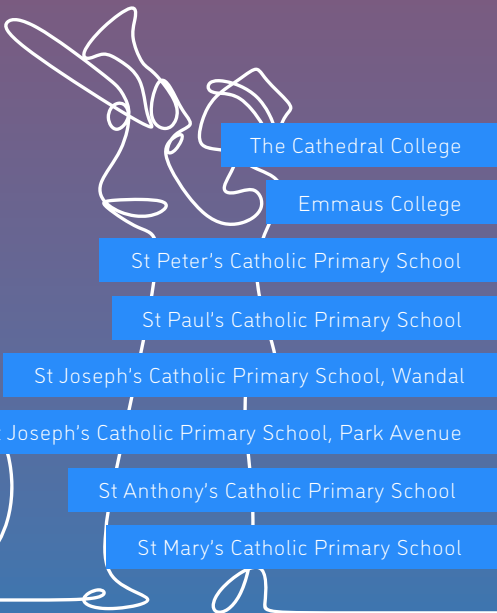 The Cathedral College
Emmaus College
St Peter's Catholic Primary School
St Paul's Catholic Primary School
St Joseph's Catholic Primary School, Wandal
Joseph's Catholic Primary School, Park Avenue
St Anthony's Catholic Primary School
St Mary's Catholic Primary School